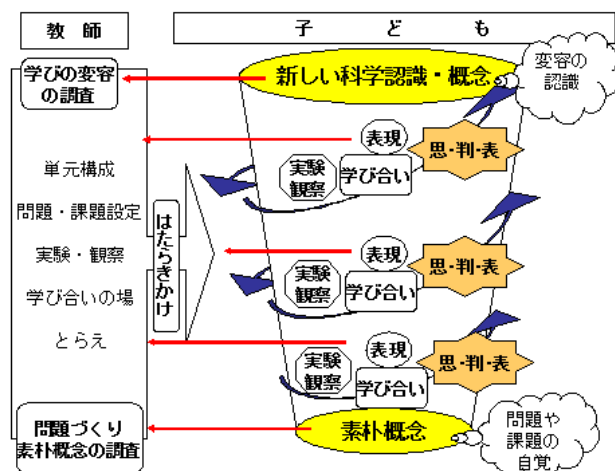 教師
子ども
学びの変容
の調査
新しい科学認識・概念
変容の
認識
表現
思・判・表
実験
観察
学び合い
単元構成
問題・課題設定
実験・観察
学び合いの場
とらえ
はたらきかけ
表現
思・判・表
実験
観察
学び合い
表現
思・判・表
実験
観察
学び合い
問題づくり
素朴概念の調査
素朴概念
問題や
課題の
自覚